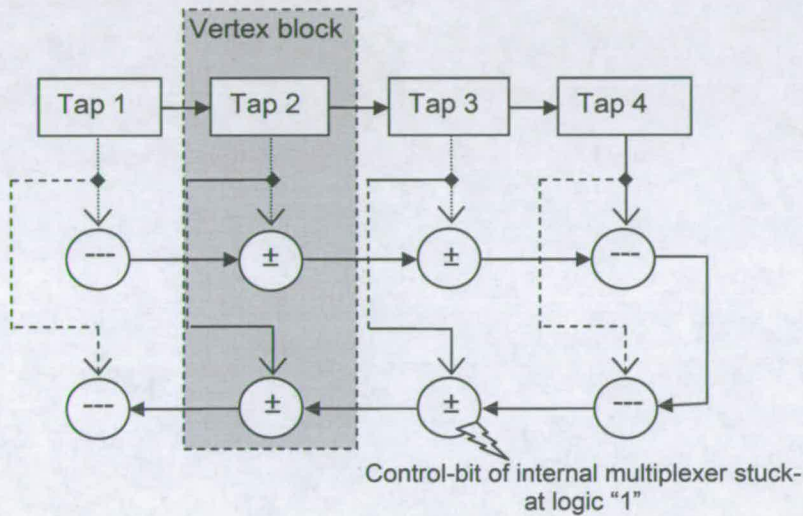 Vertex block
Tap 1
Tap 2
Tap 3
Tap 4
---
±
±
---
---
±
±
---
Control-bit of internal multiplexer stuck-
at logic “1”